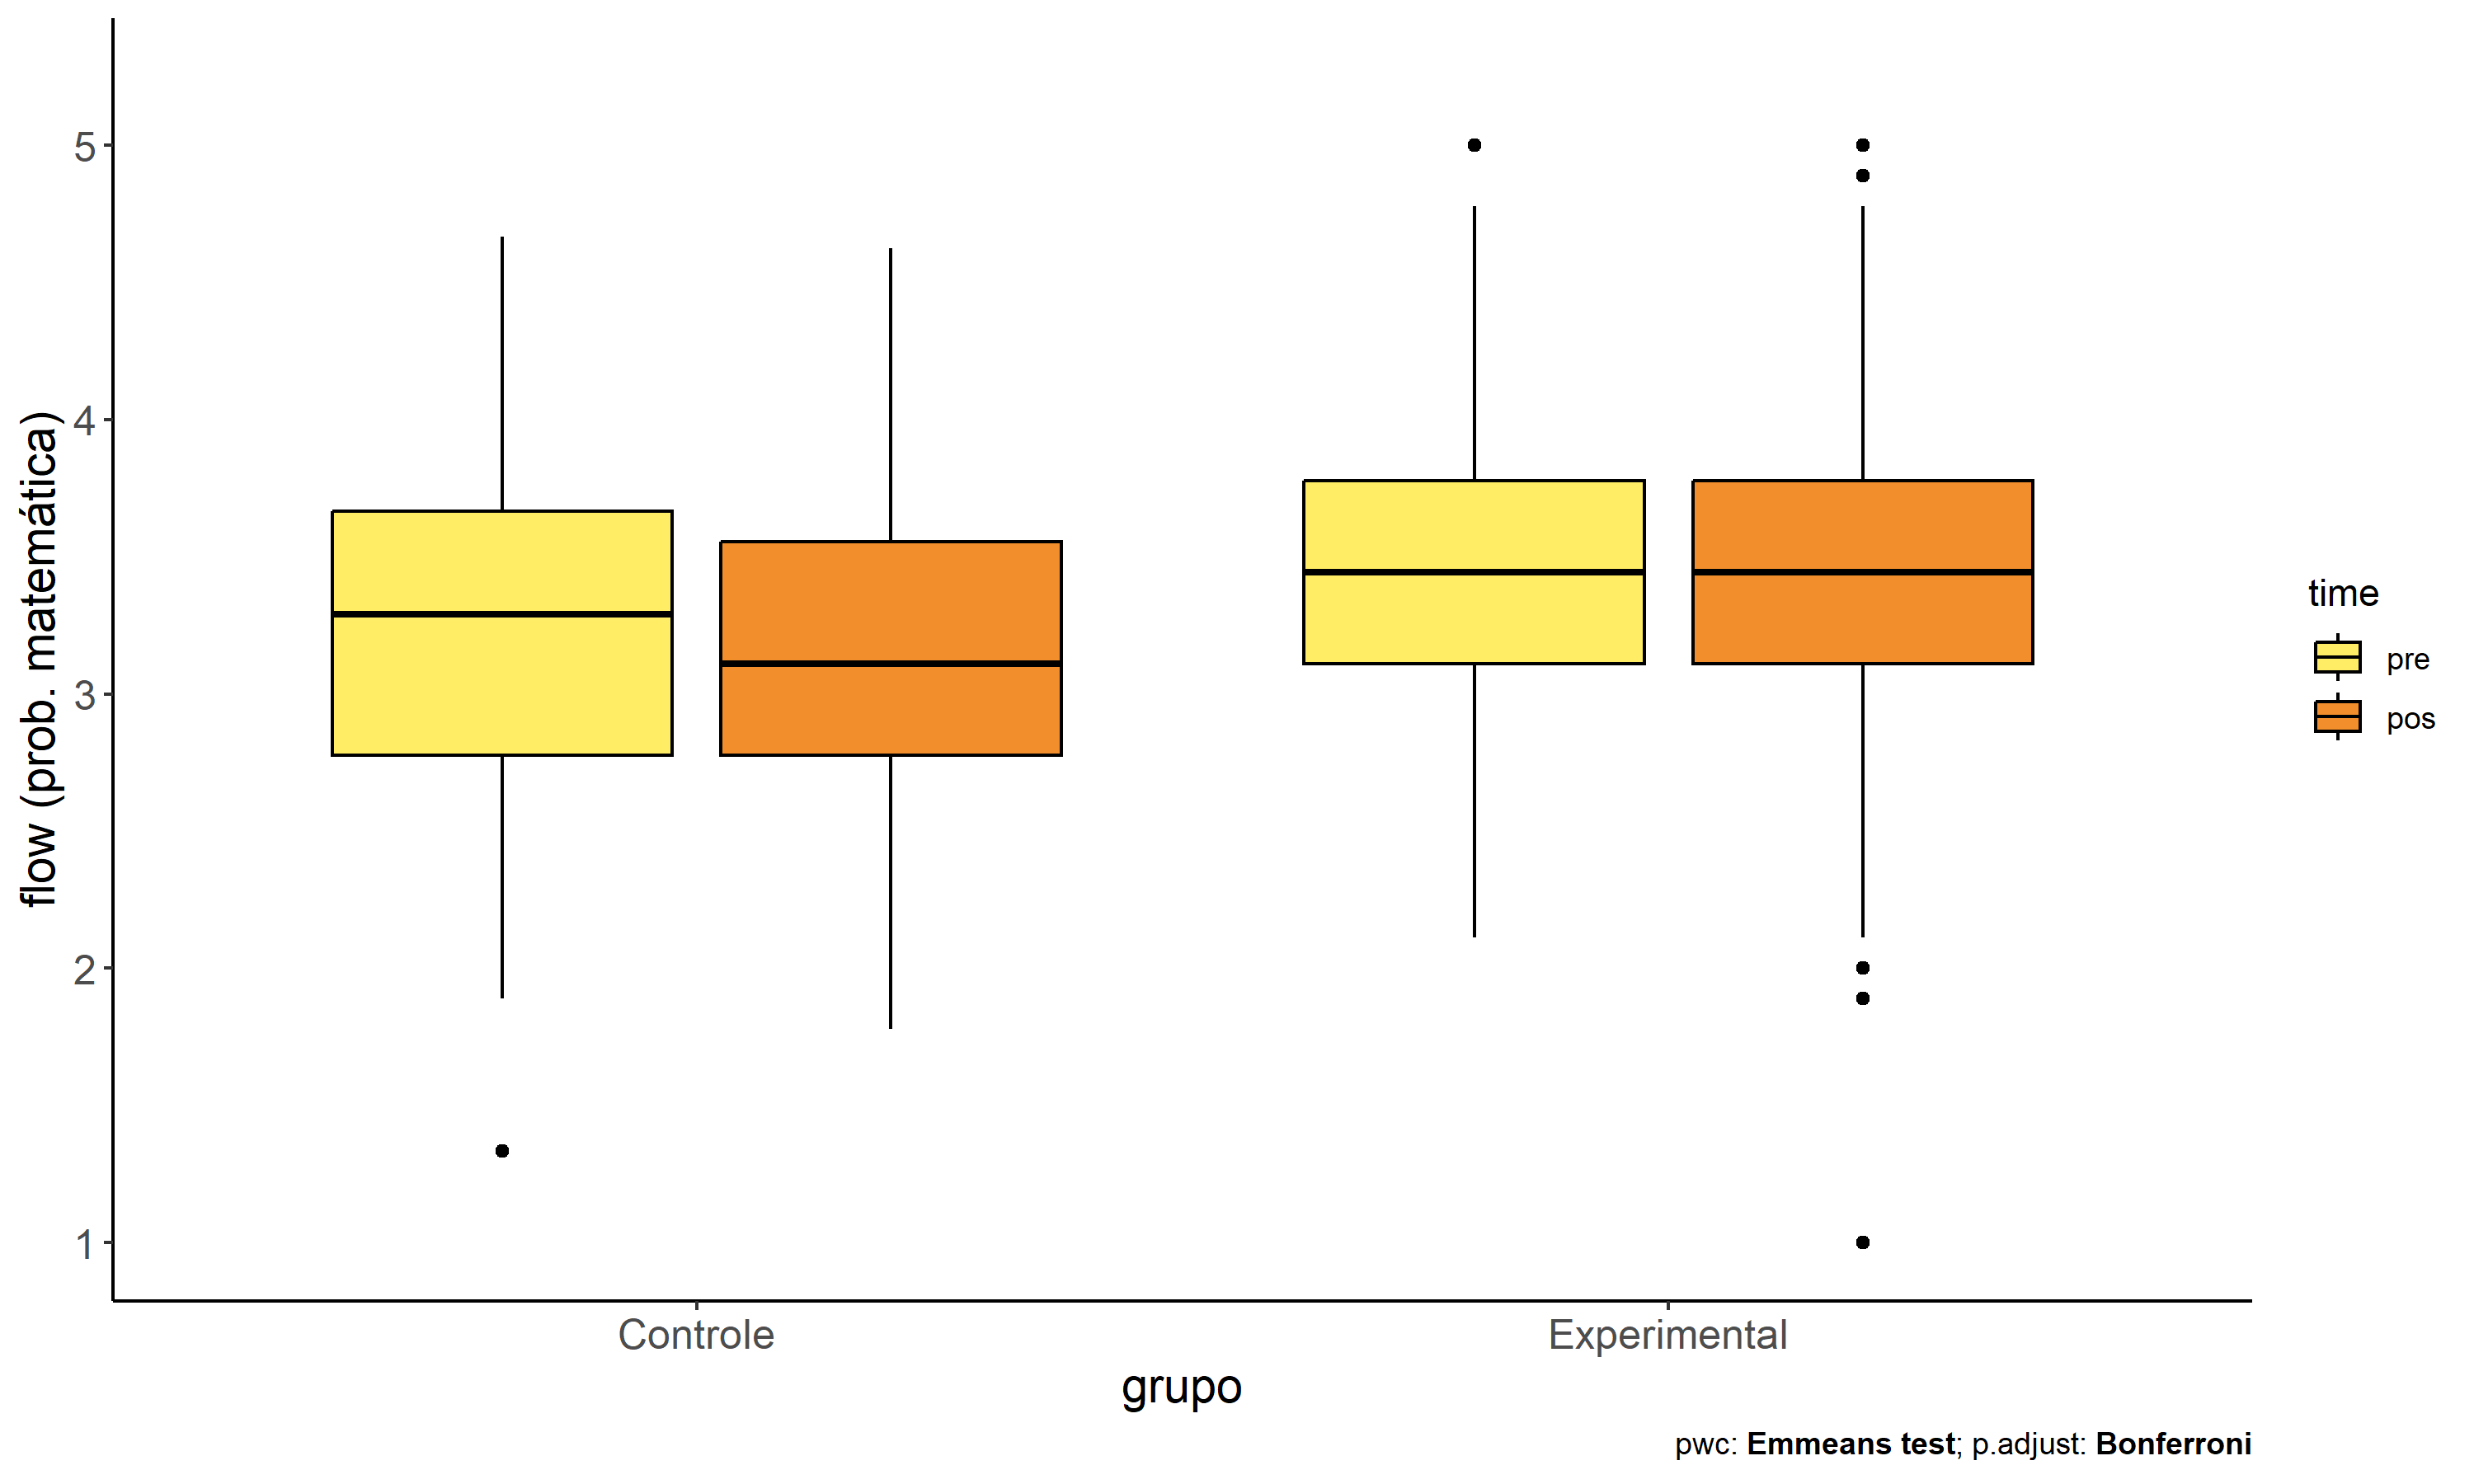 flow (prob. matemática)
5
4
3
2
1
Controle
Experimental
grupo
time
pre
pos
pwc: Emmeans test; p.adjust: Bonferroni